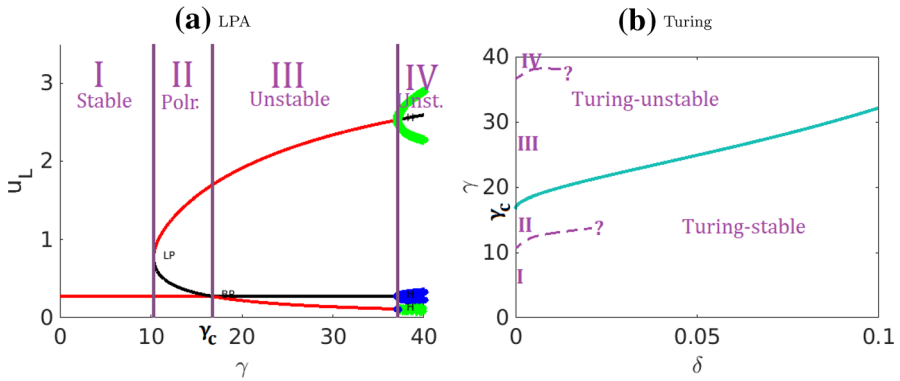 (a) LPA
I II III IV
Stable Polr. Unstable Unst.
3
2
1
0
u_L
LP
BP
H
H
H
0 10 γc 20 30 40
γ
(b) Turing
40
30
20
γc
10
0
γ
IV ?
Turing-unstable
III
II ?
Turing-stable
I
0 0.05 0.1
δ